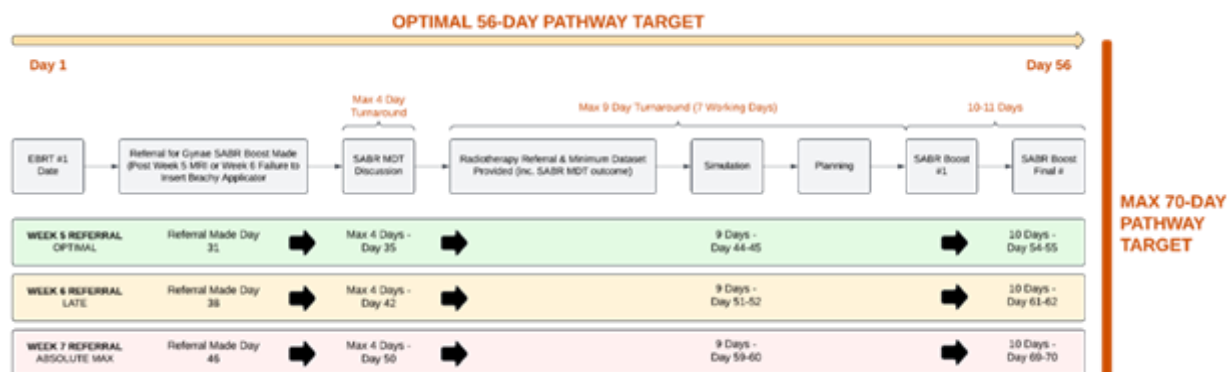 OPTIMAL 56-DAY PATHWAY TARGET
Day 1
Day 56
Max 4 Day
Turnaround
Max 9 Day Turnaround (7 Working Days)
10-11 Days
EBRT #1
Date
Referral for Gynae SABR Boost Made
(Post Week 5 MRI or Week 6 Failure to
Insert Brachy Applicator
SABR MDT
Discussion
Radiotherapy Referral & Minimum Dataset
Provided (inc. SABR MDT outcome)
Simulation
Planning
SABR Boost
#1
SABR Boost
Final #
MAX 70-DAY
PATHWAY
TARGET
WEEK 5 REFERRAL
OPTIMAL
Referral Made Day
31
Max 4 Days -
Day 35
9 Days -
Day 44-45
10 Days -
Day 54-55
WEEK 6 REFERRAL
LATE
Referral Made Day
38
Max 4 Days -
Day 42
9 Days -
Day 51-52
10 Days -
Day 61-62
WEEK 7 REFERRAL
ABSOLUTE MAX
Referral Made Day
46
Max 4 Days -
Day 50
9 Days -
Day 59-60
10 Days -
Day 69-70